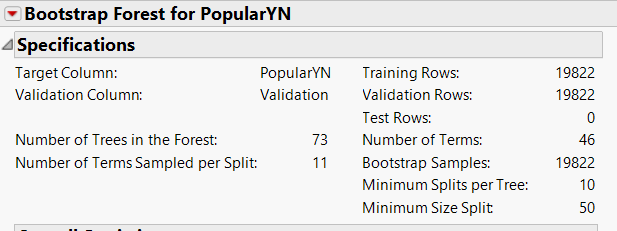 Bootstrap Forest for PopularYN
Specifications
Target Column: PopularYN Training Rows: 19822
Validation Column: Validation Validation Rows: 19822
Test Rows: 0
Number of Trees in the Forest: 73 Number of Terms: 46
Number of Terms Sampled per Split: 11 Bootstrap Samples: 19822
Minimum Splits per Tree: 10
Minimum Size Split: 50